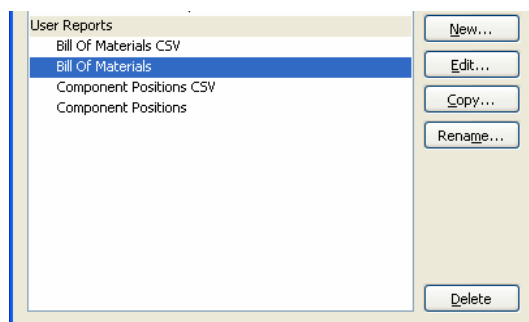 User Reports
Bill Of Materials CSV
Bill Of Materials
Component Positions CSV
Component Positions
New...
Edit...
Copy...
Rename...
Delete